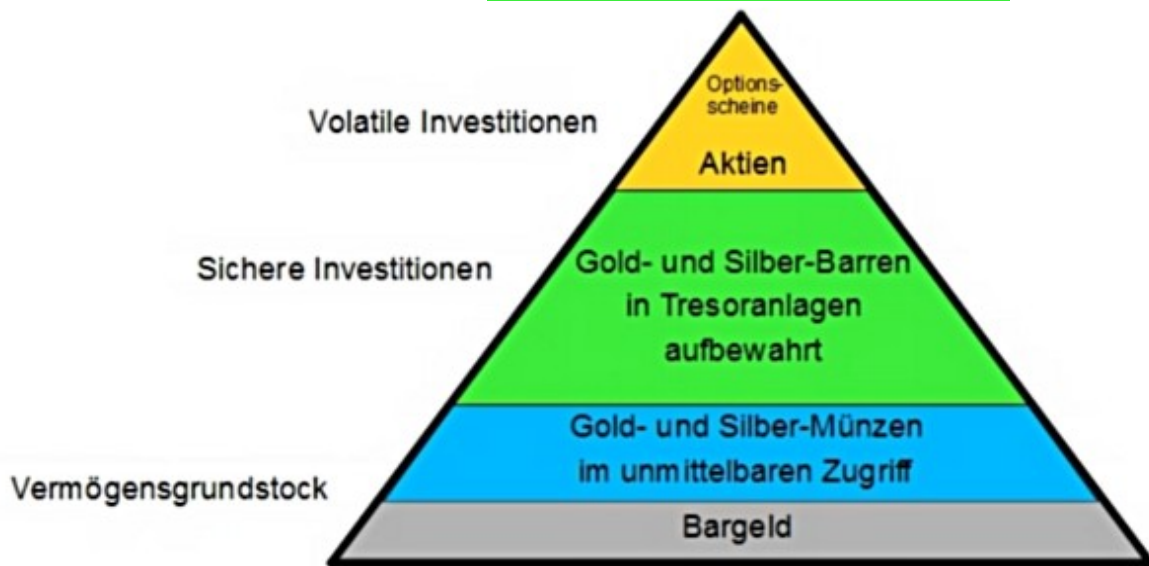 Options-
scheine
Volatile Investitionen
Aktien
Sichere Investitionen
Gold- und Silber-Barren
in Tresoranlagen
aufbewahrt
Gold- und Silber-Münzen
im unmittelbaren Zugriff
Vermögensgrundstock
Bargeld